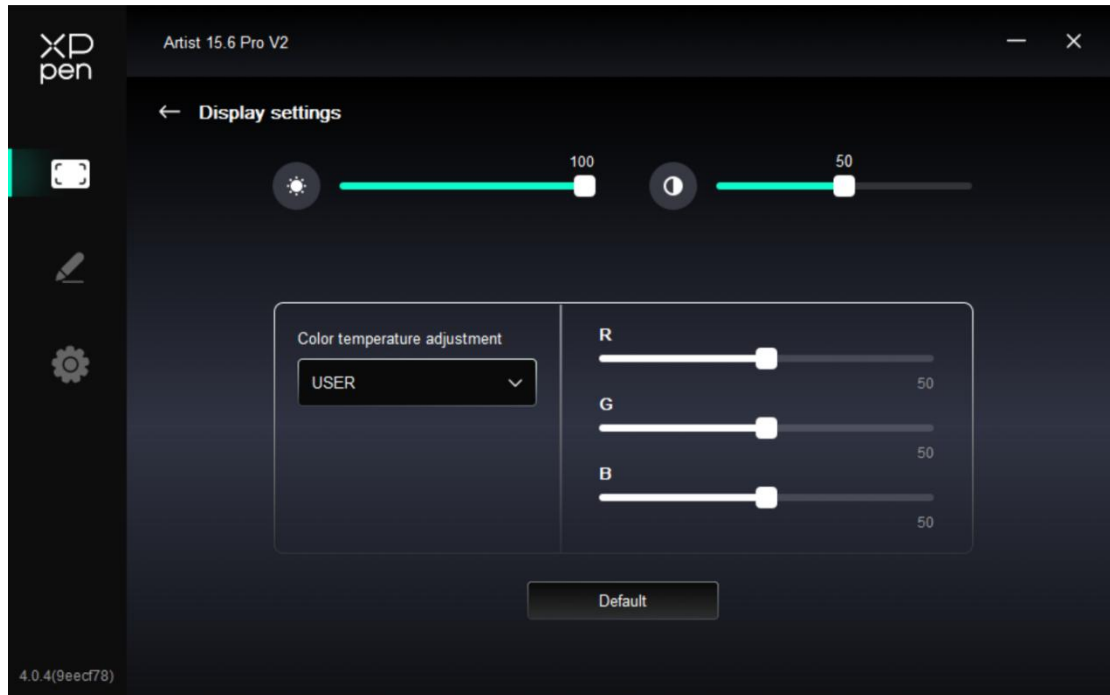 XP
pen
Artist 15.6 Pro V2
Display settings
100
50
Color temperature adjustment
USER
R
50
G
50
B
50
Default
4.0.4(9eecf78)